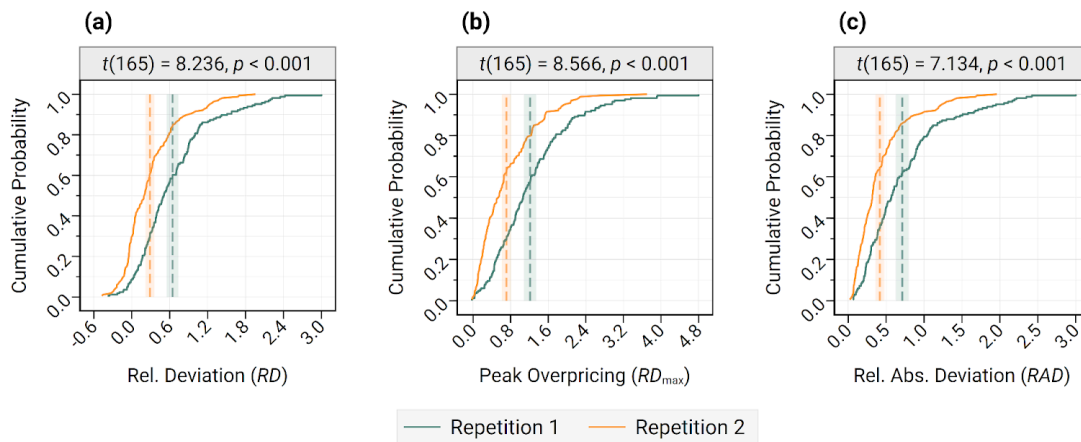 (a)
t(165) = 8.236, p < 0.001
Cumulative Probability
1.0
0.8
0.6
0.4
0.2
0.0
-0.6
0.0
0.6
1.2
1.8
2.4
3.0
Rel. Deviation (RD)
(b)
t(165) = 8.566, p < 0.001
Cumulative Probability
1.0
0.8
0.6
0.4
0.2
0.0
0.0
0.8
1.6
2.4
3.2
4.0
4.8
Peak Overpricing (RDmax)
(c)
t(165) = 7.134, p < 0.001
Cumulative Probability
1.0
0.8
0.6
0.4
0.2
0.0
0.0
0.5
1.0
1.5
2.0
2.5
3.0
Rel. Abs. Deviation (RAD)
Repetition 1
Repetition 2